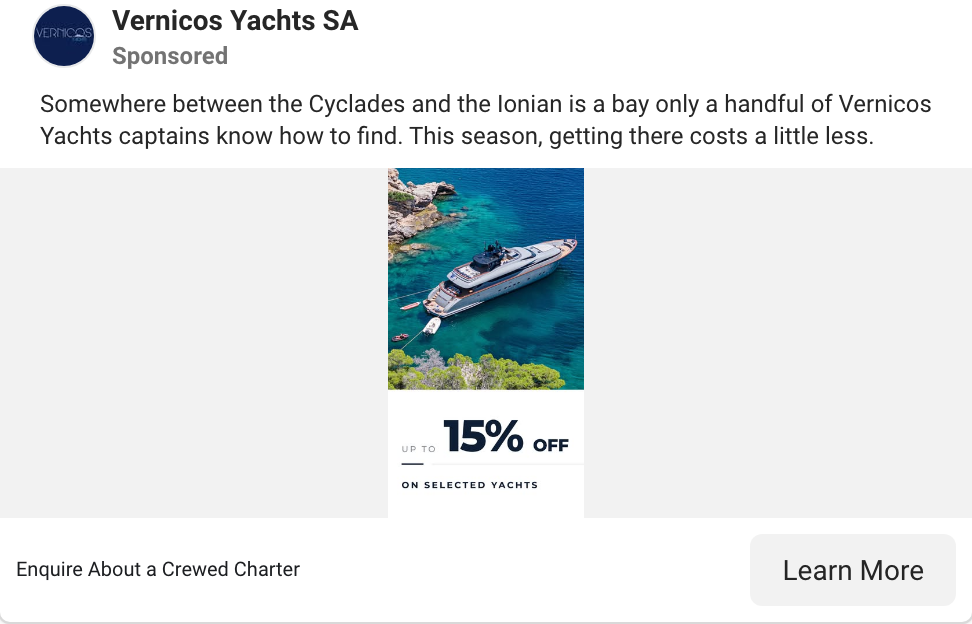 VERNICOS
YACHTS
Vernicos Yachts SA
Sponsored
Somewhere between the Cyclades and the Ionian is a bay only a handful of Vernicos
Yachts captains know how to find. This season, getting there costs a little less.
UP TO 15% OFF
ON SELECTED YACHTS
Enquire About a Crewed Charter
Learn More